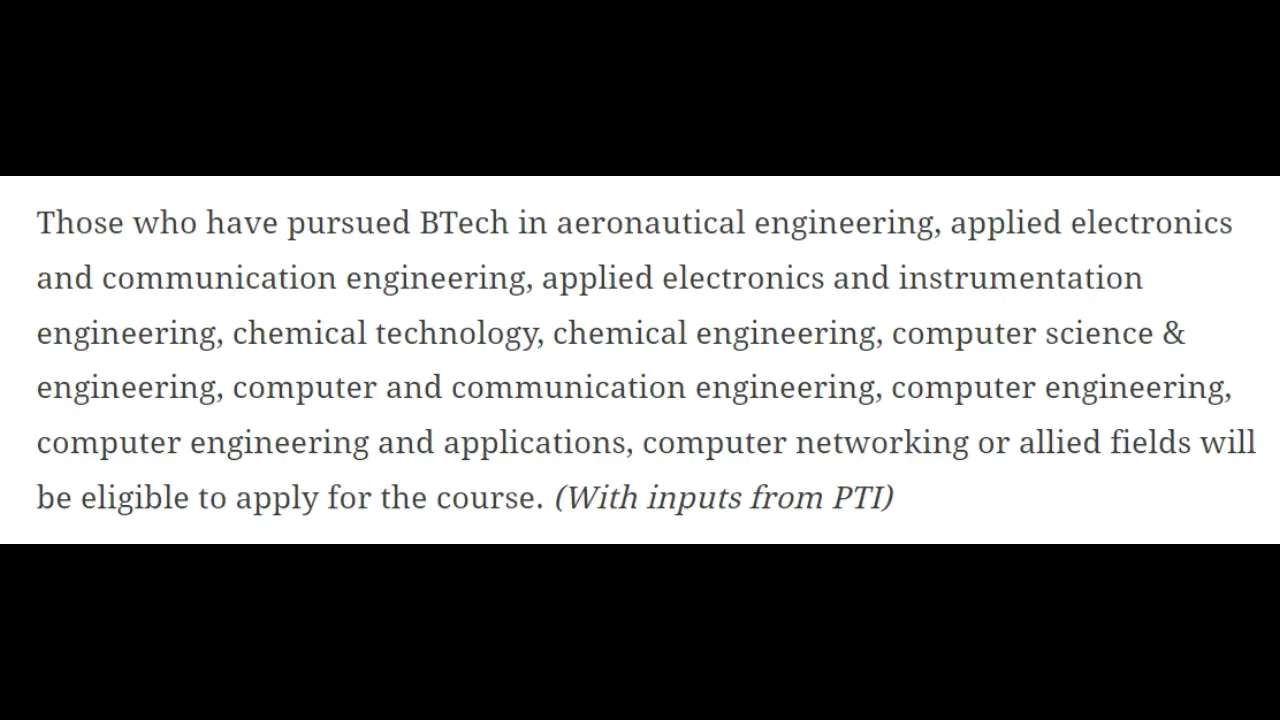 Those who have pursued BTech in aeronautical engineering, applied electronics
and communication engineering, applied electronics and instrumentation
engineering, chemical technology, chemical engineering, computer science &
engineering, computer and communication engineering, computer engineering,
computer engineering and applications, computer networking or allied fields will
be eligible to apply for the course. (With inputs from PTI)